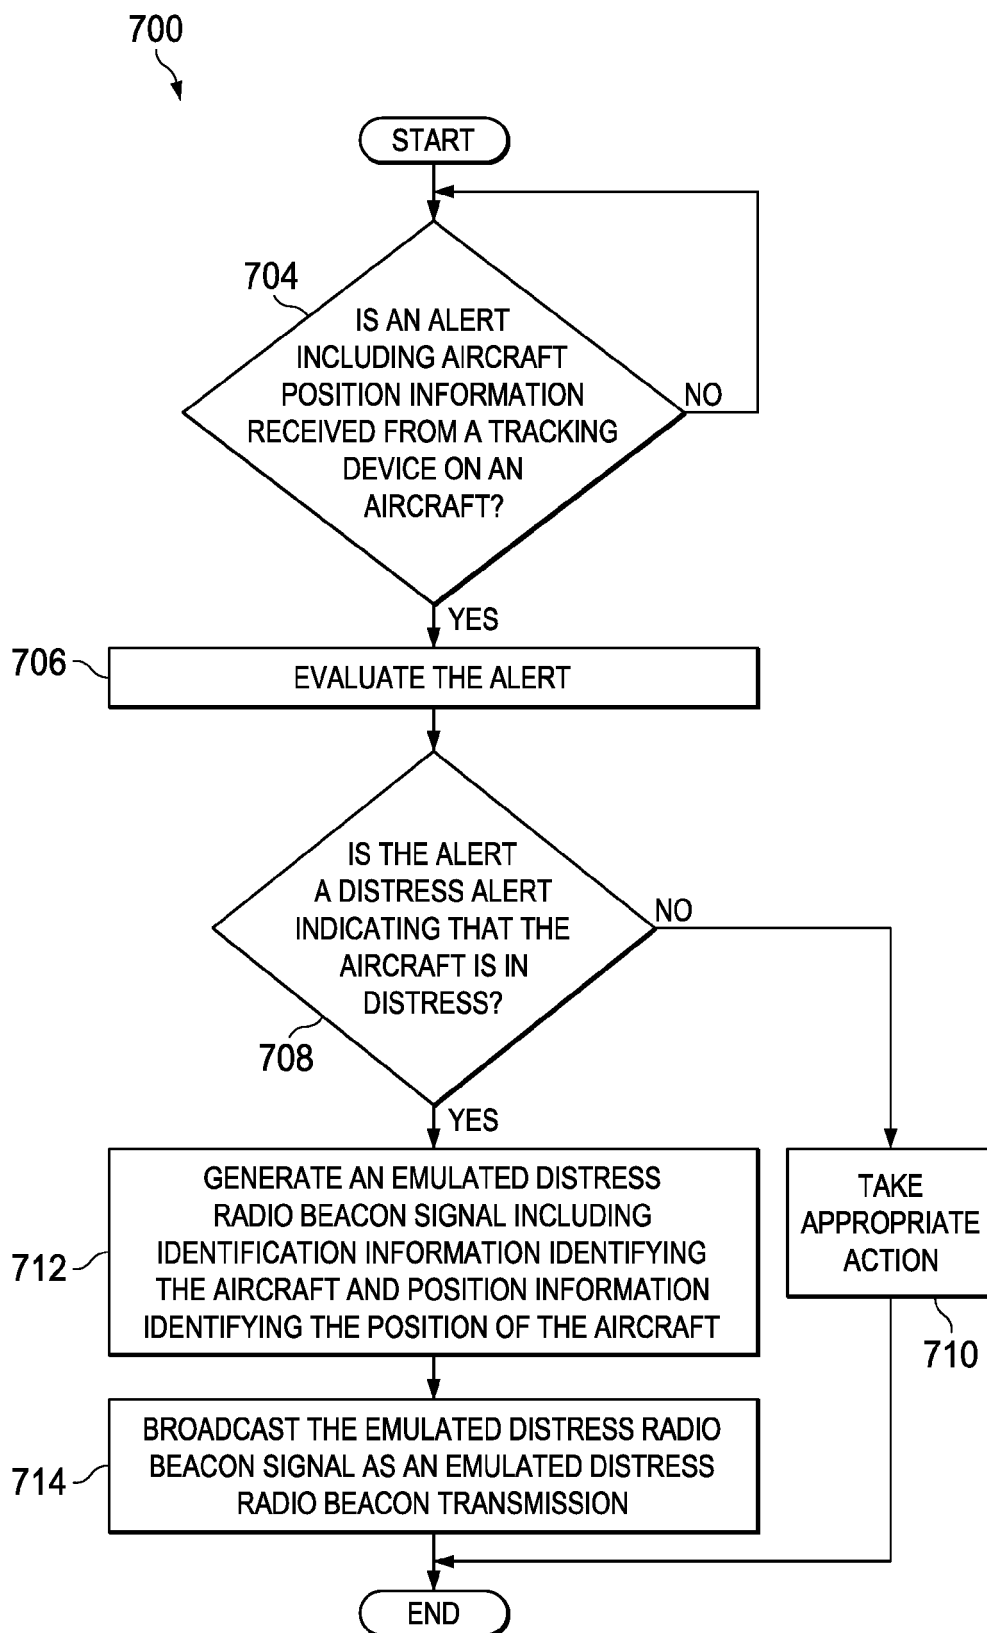 700
START
704
IS AN ALERT
INCLUDING AIRCRAFT
POSITION INFORMATION
RECEIVED FROM A TRACKING
DEVICE ON AN
AIRCRAFT?
NO
YES
706
EVALUATE THE ALERT
IS THE ALERT
A DISTRESS ALERT
INDICATING THAT THE
AIRCRAFT IS IN
DISTRESS?
NO
708
YES
GENERATE AN EMULATED DISTRESS
RADIO BEACON SIGNAL INCLUDING
IDENTIFICATION INFORMATION IDENTIFYING
THE AIRCRAFT AND POSITION INFORMATION
IDENTIFYING THE POSITION OF THE AIRCRAFT
712
TAKE
APPROPRIATE
ACTION
710
BROADCAST THE EMULATED DISTRESS RADIO
BEACON SIGNAL AS AN EMULATED DISTRESS
RADIO BEACON TRANSMISSION
714
END